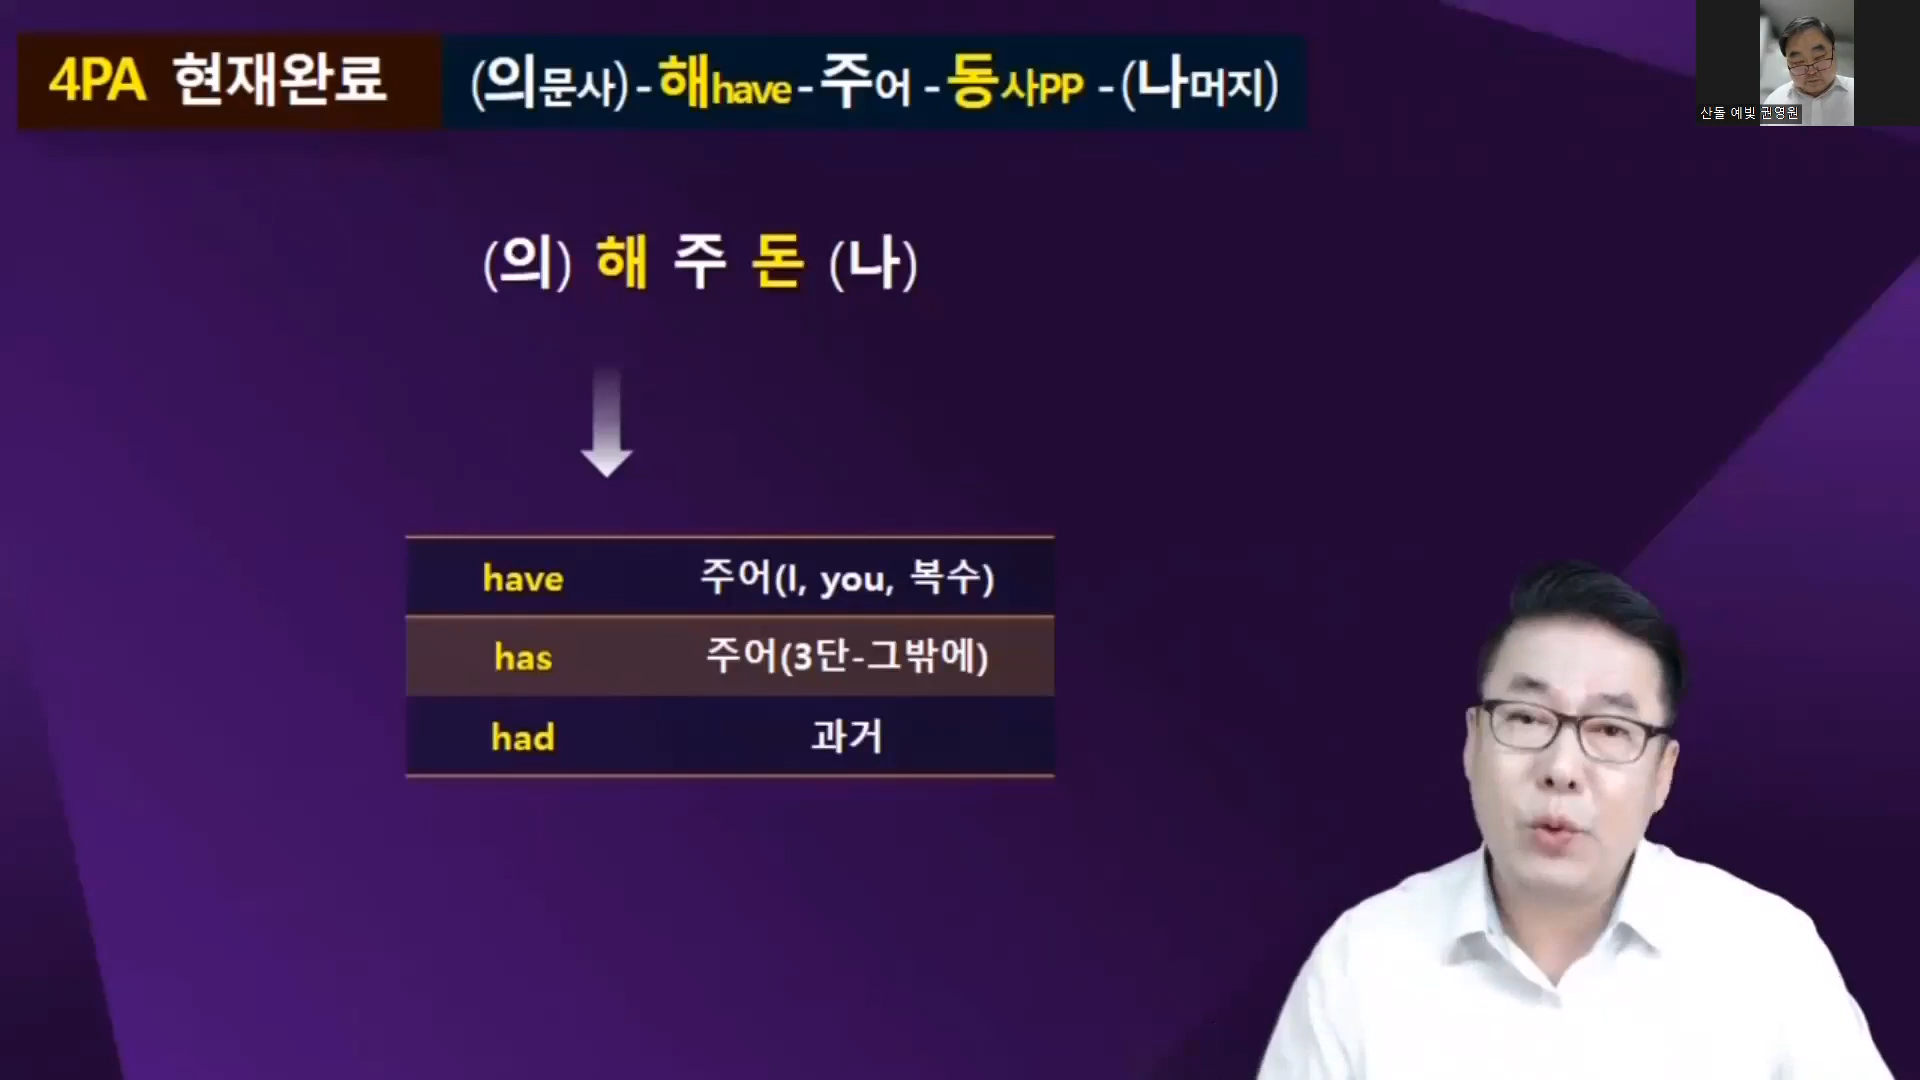 4PA 현재완료 (의문사) - 해have - 주어 - 동사PP - (나머지)
산돌 예빛 권영원
(의) 해 주 돈 (나)
have 주어(I, you, 복수)
has 주어(3단-그밖에)
had 과거